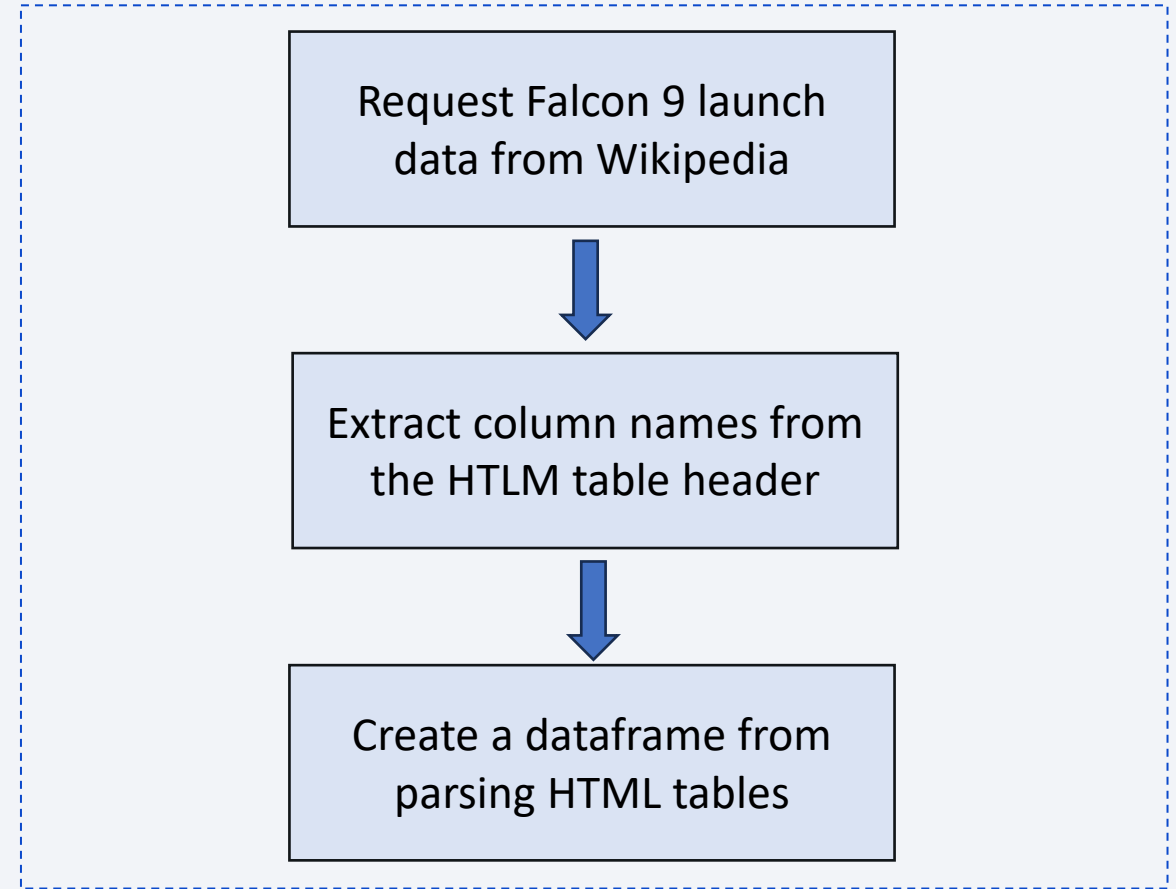 Request Falcon 9 launch
data from Wikipedia
Extract column names from
the HTLM table header
Create a dataframe from
parsing HTML tables